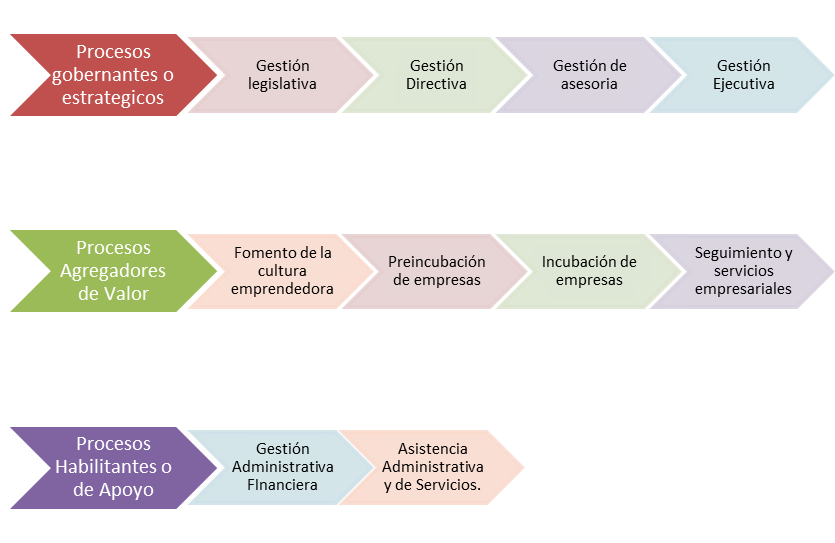 Procesos
gobernantes o
estrategicos
Gestión
legislativa
Gestión
Directiva
Gestión de
asesoria
Gestión
Ejecutiva
Procesos
Agregadores
de Valor
Fomento de la
cultura
emprendedora
Preincubación
de empresas
Incubación de
empresas
Seguimiento y
servicios
empresariales
Procesos
Habilitantes o
de Apoyo
Gestión
Administrativa
FInanciera
Asistencia
Administrativa
y de Servicios.